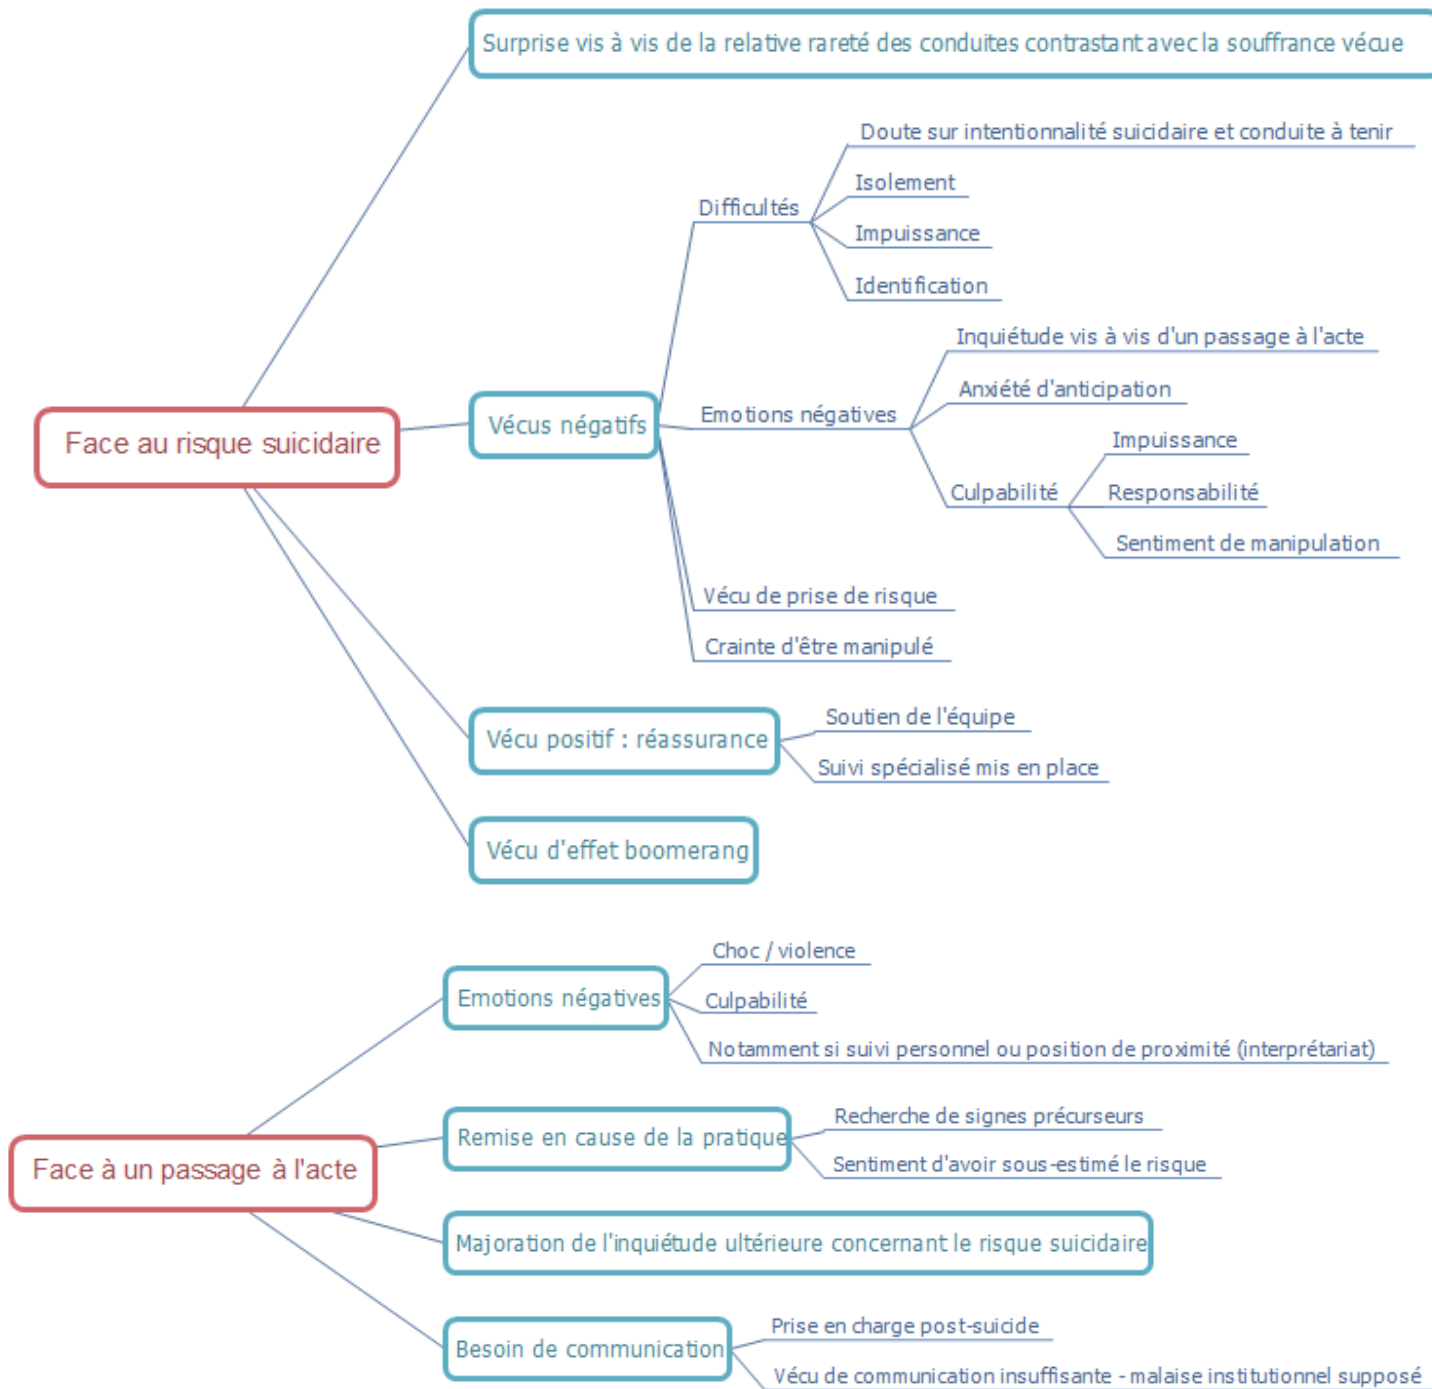 Surprise vis à vis de la relative rareté des conduites contrastant avec la souffrance vécue
Doute sur intentionnalité suicidaire et conduite à tenir
Isolement
Difficultés
Impuissance
Identification
Inquiétude vis à vis d'un passage à l'acte
Anxiété d'anticipation
Emotions négatives
Vécus négatifs
Face au risque suicidaire
Impuissance
Culpabilité
Responsabilité
Sentiment de manipulation
Vécu de prise de risque
Crainte d'être manipulé
Soutien de l'équipe
Vécu positif : réassurance
Suivi spécialisé mis en place
Vécu d'effet boomerang
Choc / violence
Emotions négatives
Culpabilité
Notamment si suivi personnel ou position de proximité (interprétariat)
Recherche de signes précurseurs
Remise en cause de la pratique
Sentiment d'avoir sous-estimé le risque
Face à un passage à l'acte
Majoration de l'inquiétude ultérieure concernant le risque suicidaire
Prise en charge post-suicide
Besoin de communication
Vécu de communication insuffisante - malaise institutionnel supposé